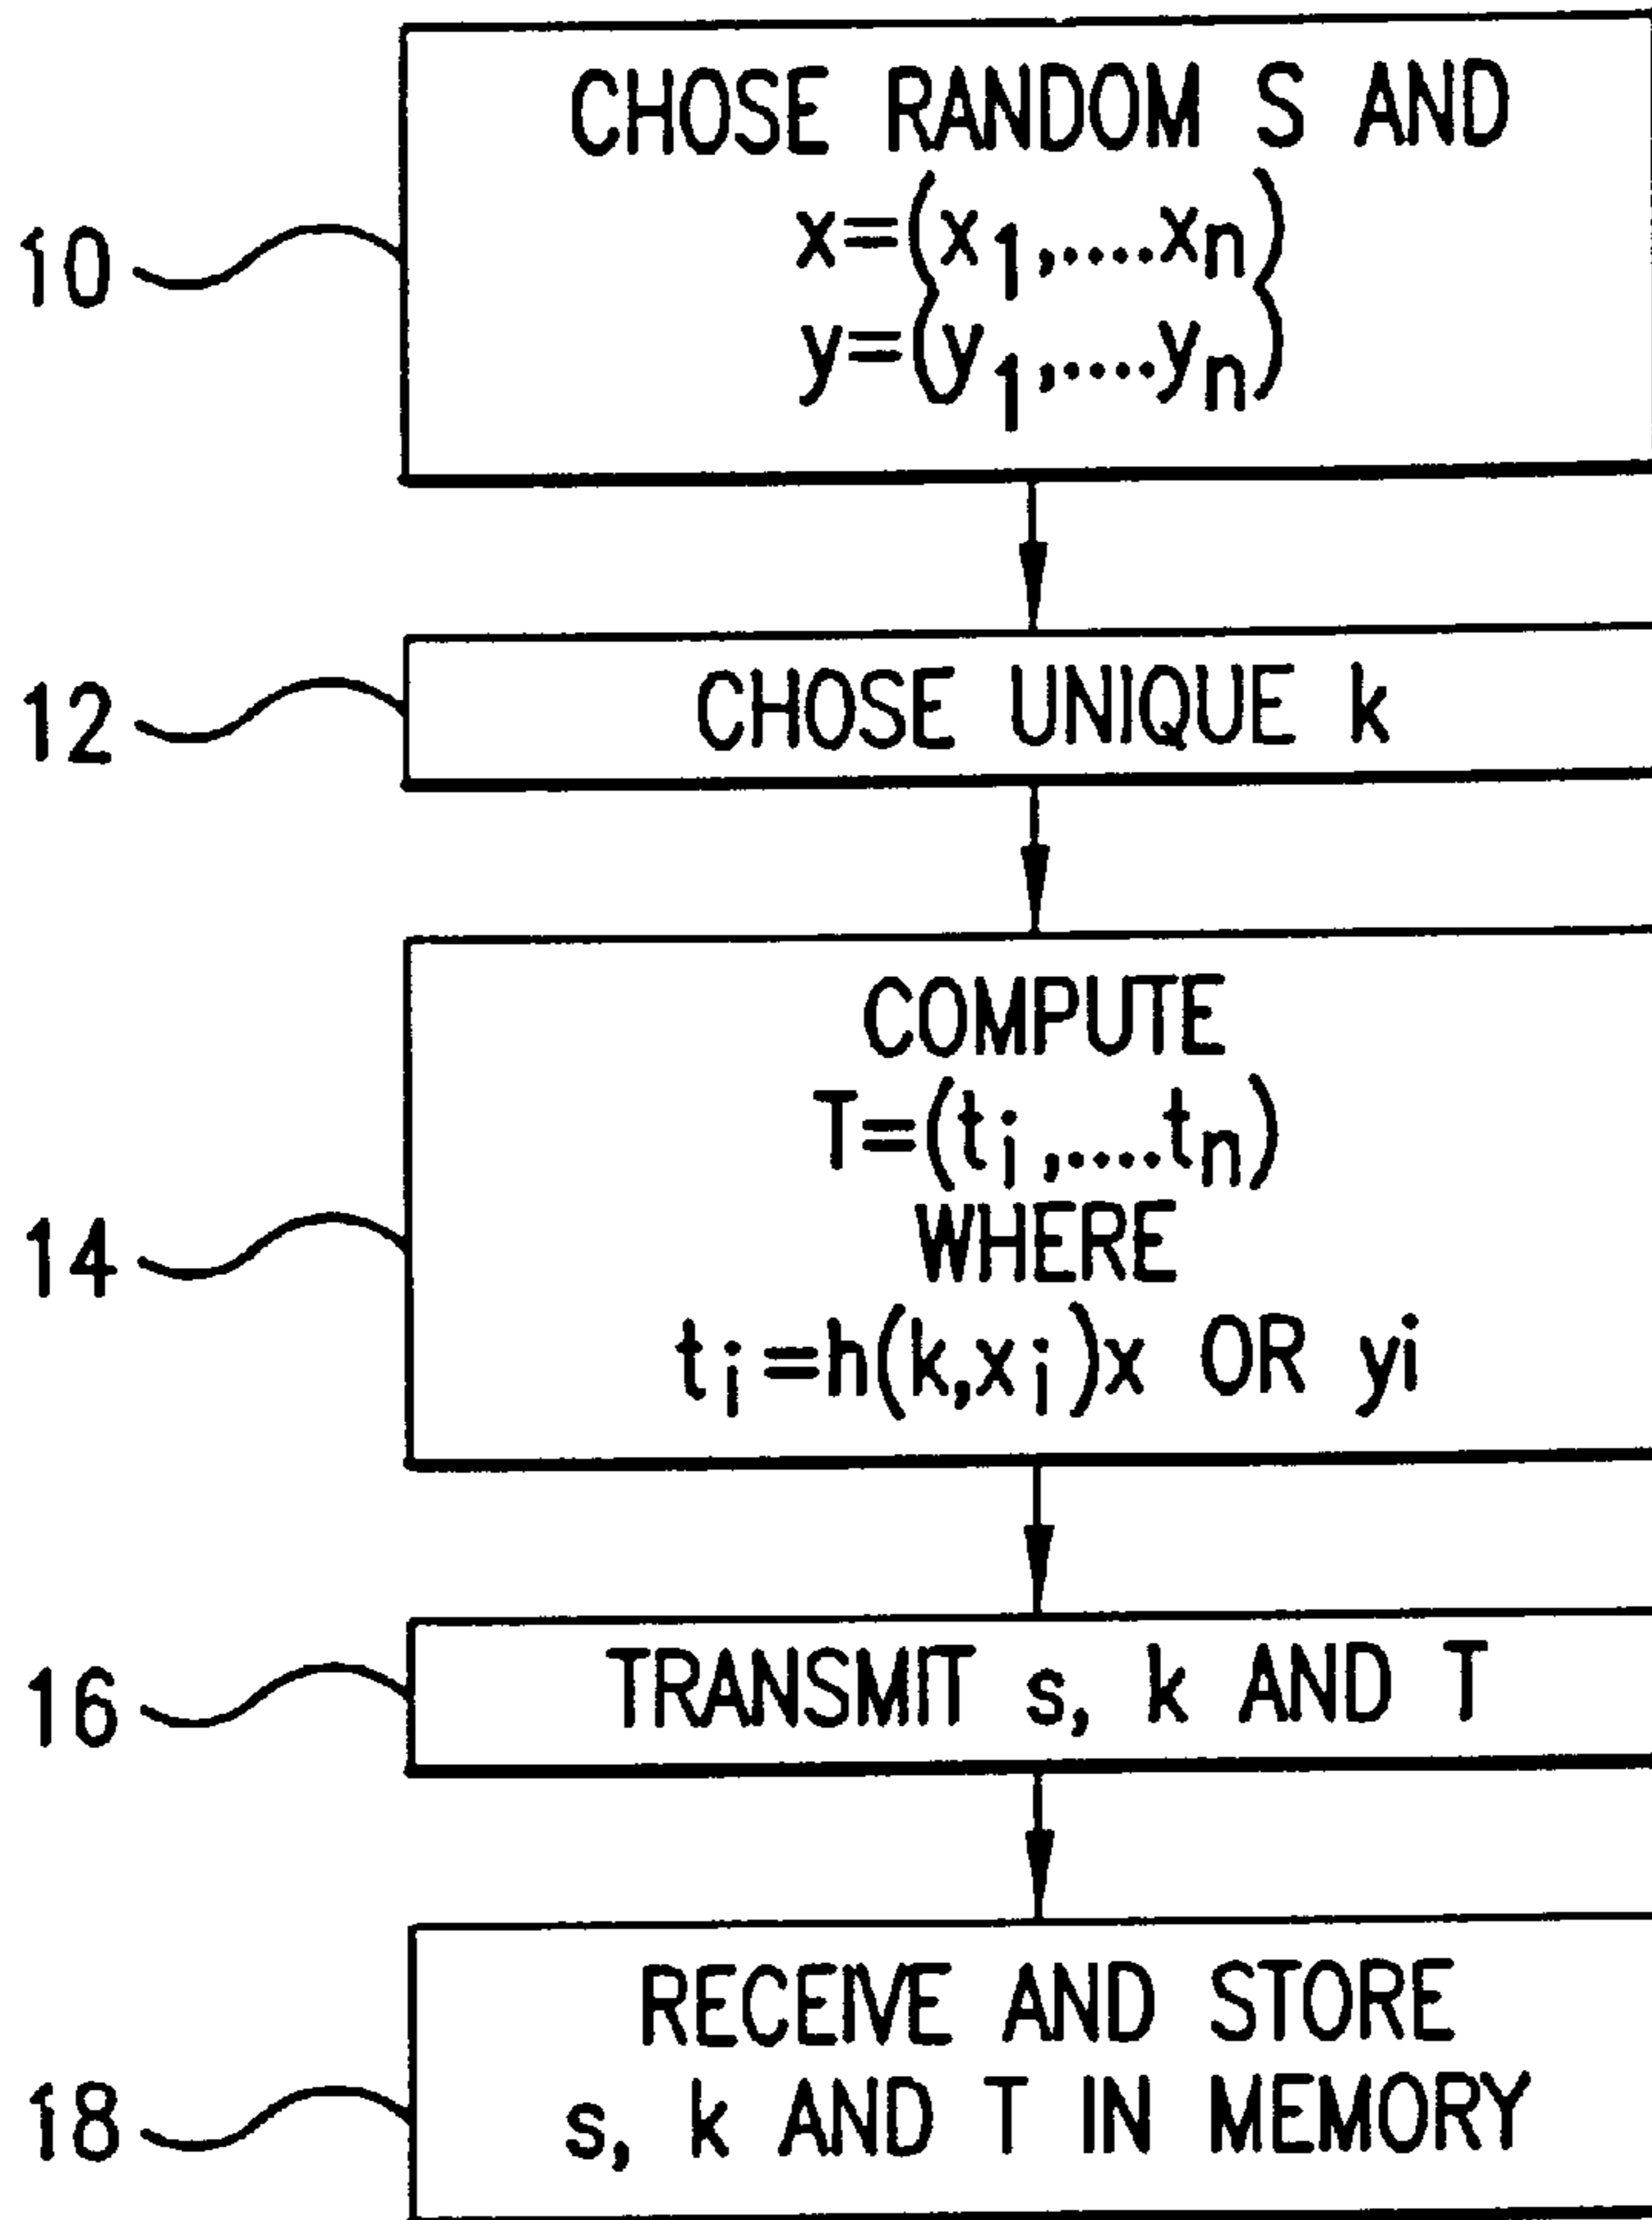 CHOSE RANDOM S AND
x=(x1,....xn)
10
y=(y1,....yn)
12
CHOSE UNIQUE k
COMPUTE
T=(ti,....tn)
WHERE
14
ti=h(k,xi)x OR yi
16
TRANSMIT s, k AND T
RECEIVE AND STORE
18
s, k AND T IN MEMORY